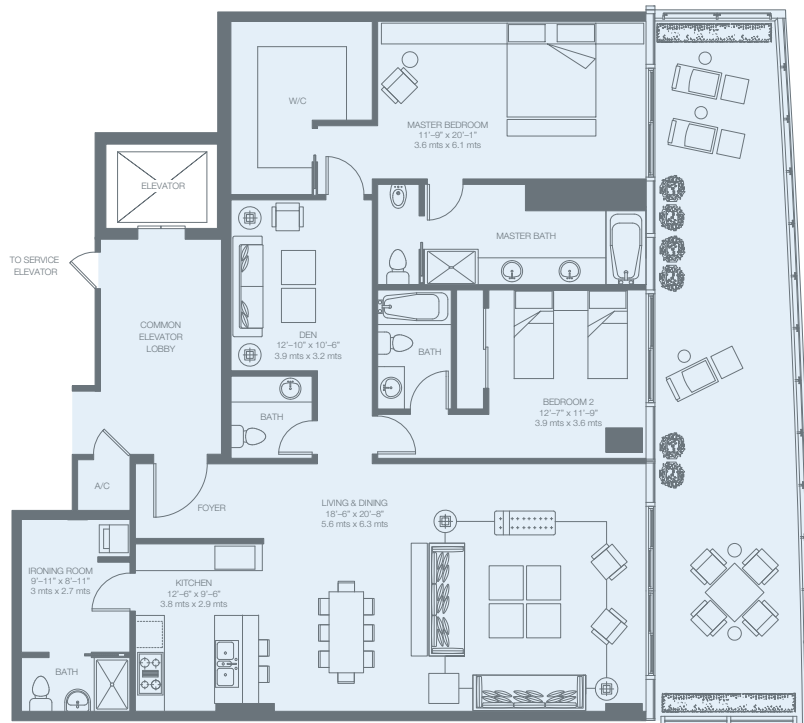 W/C
MASTER BEDROOM
11'-9" x 20'-1"
3.6 mts x 6.1 mts
ELEVATOR
MASTER BATH
TO SERVICE
ELEVATOR
COMMON
ELEVATOR
LOBBY
DEN
12'-10" x 10'-6"
3.9 mts x 3.2 mts
BATH
BATH
BEDROOM 2
12'-7" x 11'-9"
3.9 mts x 3.6 mts
A/C
FOYER
LIVING & DINING
18'-6" x 20'-8"
5.6 mts x 6.3 mts
IRONING ROOM
9'-11" x 8'-11"
3 mts x 2.7 mts
KITCHEN
12'-6" x 9'-6"
3.8 mts x 2.9 mts
BATH